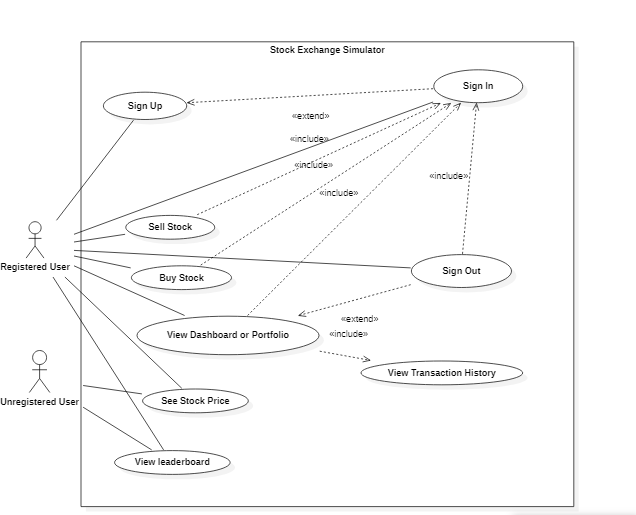 Stock Exchange Simulator
Sign In
Sign Up
«extend»
«include»
«include»
«include»
«include»
Sell Stock
Registered User
Sign Out
Buy Stock
«extend»
View Dashboard or Portfolio
«include»
View Transaction History
Unregistered User
See Stock Price
View leaderboard